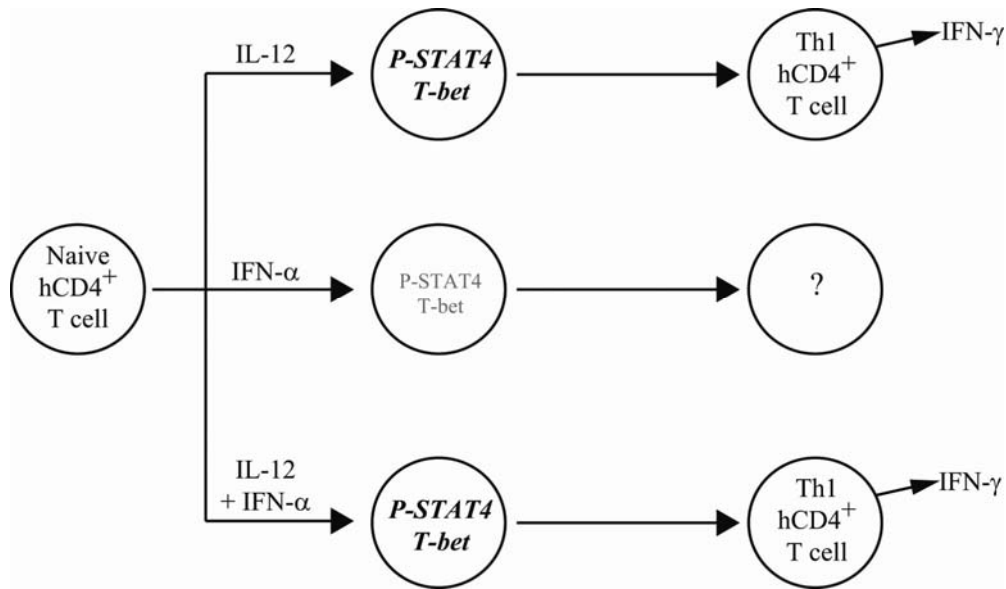 IL-12
P-STAT4
T-bet
Th1
hCD4+
T cell
IFN-γ
Naive
hCD4+
T cell
IFN-α
P-STAT4
T-bet
?
IL-12
+ IFN-α
P-STAT4
T-bet
Th1
hCD4+
T cell
IFN-γ